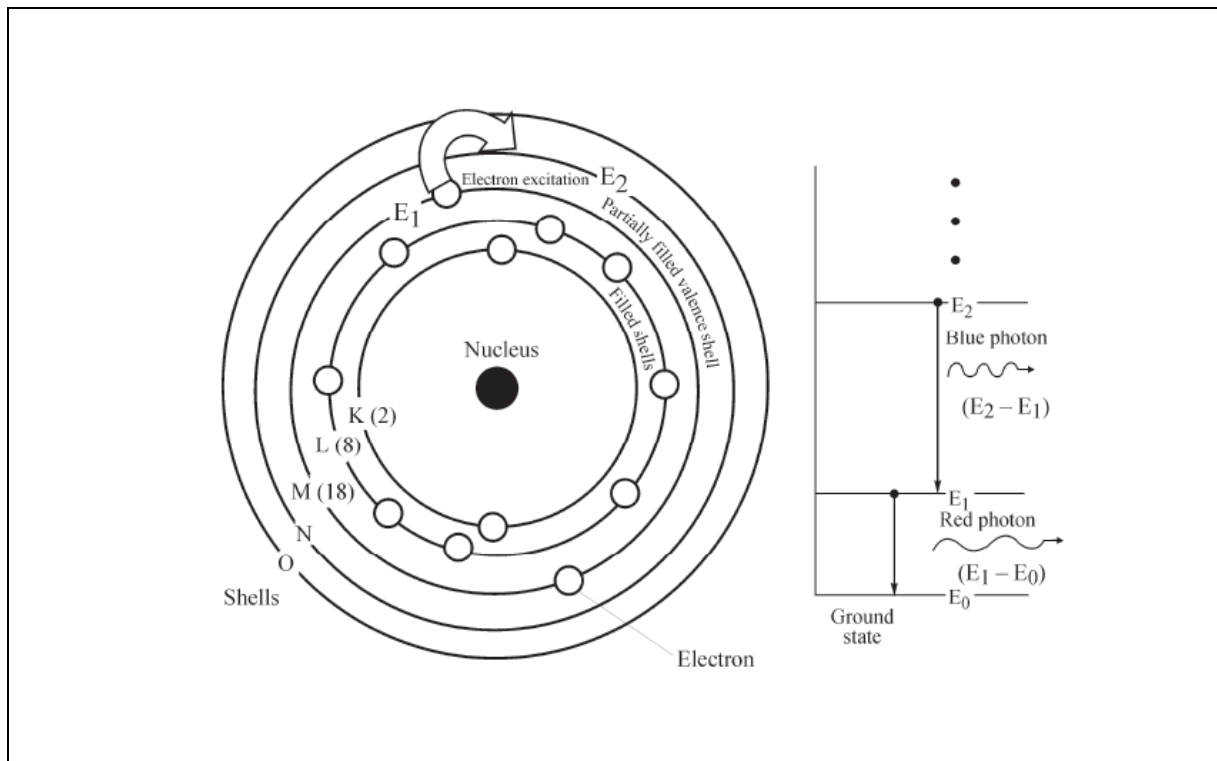 Electron excitation
E2
E1
Partially filled valence shell
Filled shells
Nucleus
K (2)
L (8)
M (18)
N
O
Shells
Electron
E2
Blue photon
(E2 – E1)
E1
Red photon
(E1 – E0)
E0
Ground
state